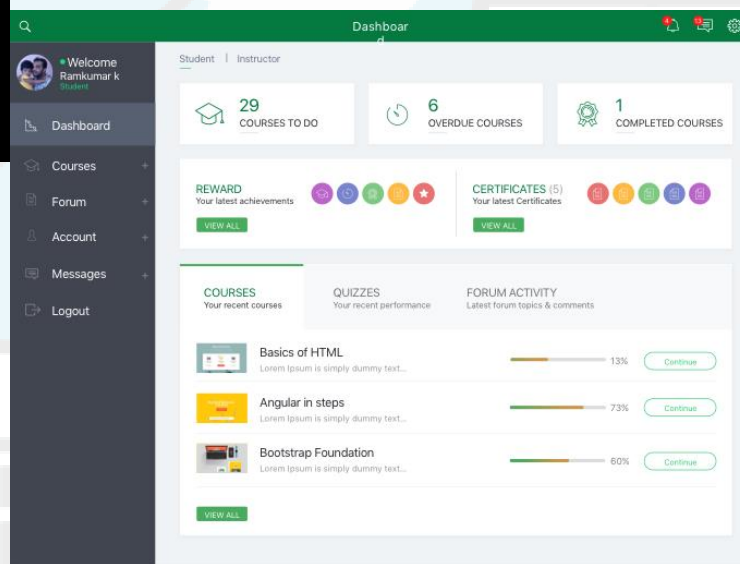 Dashboar
d
4
13
Welcome
Ramkumar k
Student
Dashboard
Courses +
Forum +
Account +
Messages +
Logout
Student | Instructor
29
COURSES TO DO
6
OVERDUE COURSES
1
COMPLETED COURSES
REWARD
Your latest achievements
VIEW ALL
CERTIFICATES (5)
Your latest Certificates
VIEW ALL
COURSES
Your recent courses
QUIZZES
Your recent performance
FORUM ACTIVITY
Latest forum topics & comments
Basics of HTML
Lorem Ipsum is simply dummy text...
13%
Continue
Angular in steps
Lorem Ipsum is simply dummy text...
73%
Continue
Bootstrap Foundation
Lorem Ipsum is simply dummy text...
60%
Continue
VIEW ALL